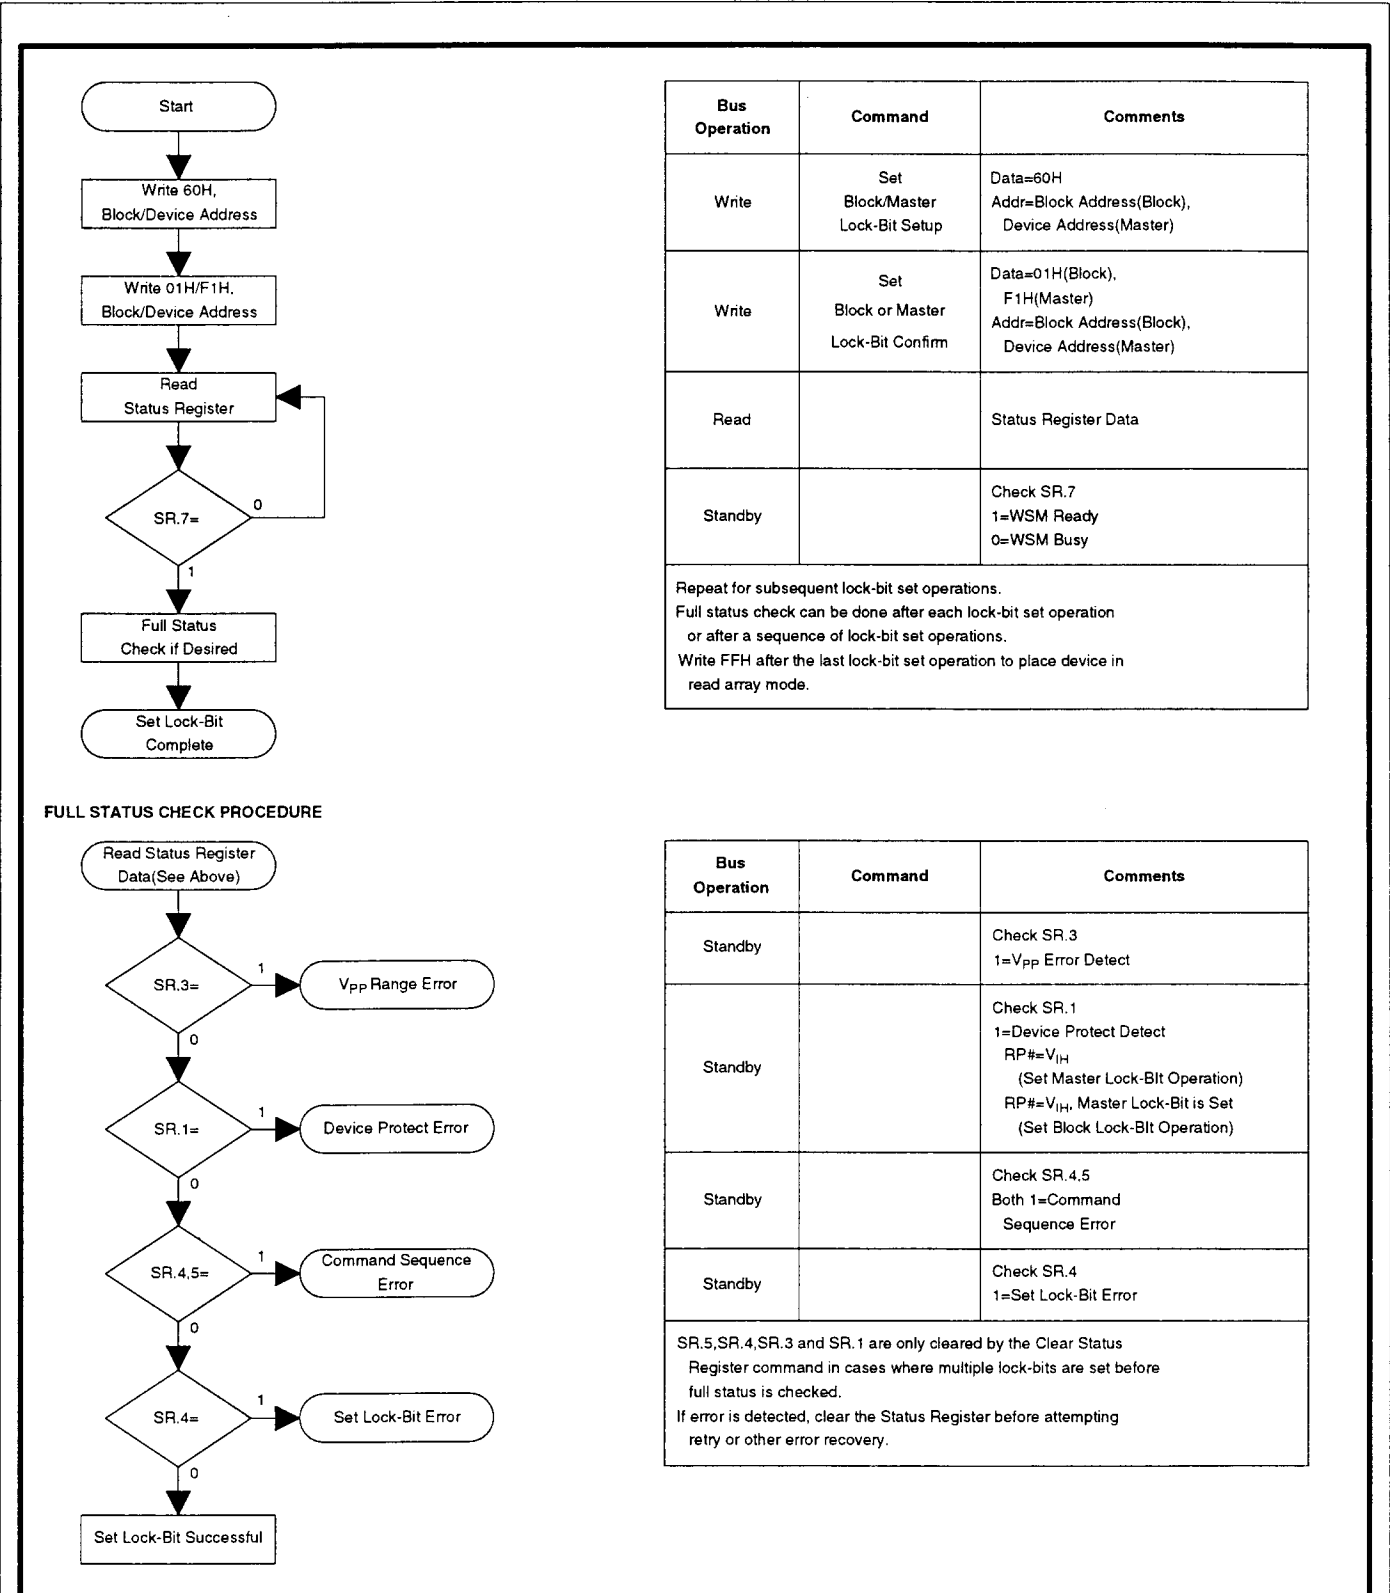 Start
Write 60H,
Block/Device Address
Write 01H/F1H,
Block/Device Address
Read
Status Register
SR.7=
0
1
Full Status
Check if Desired
Set Lock-Bit
Complete
Bus
Operation
Command
Comments
Write
Set
Block/Master
Lock-Bit Setup
Data=60H
Addr=Block Address(Block),
Device Address(Master)
Write
Set
Block or Master
Lock-Bit Confirm
Data=01H(Block),
F1H(Master)
Addr=Block Address(Block),
Device Address(Master)
Read
Status Register Data
Standby
Check SR.7
1=WSM Ready
0=WSM Busy
Repeat for subsequent lock-bit set operations.
Full status check can be done after each lock-bit set operation
or after a sequence of lock-bit set operations.
Write FFH after the last lock-bit set operation to place device in
read array mode.
FULL STATUS CHECK PROCEDURE
Read Status Register
Data(See Above)
SR.3=
1
VPP Range Error
0
SR.1=
1
Device Protect Error
0
SR.4,5=
1
Command Sequence
Error
0
SR.4=
1
Set Lock-Bit Error
0
Set Lock-Bit Successful
Bus
Operation
Command
Comments
Standby
Check SR.3
1=VPP Error Detect
Standby
Check SR.1
1=Device Protect Detect
RP#=VIH
(Set Master Lock-BIt Operation)
RP#=VIH, Master Lock-Bit is Set
(Set Block Lock-BIt Operation)
Standby
Check SR.4,5
Both 1=Command
Sequence Error
Standby
Check SR.4
1=Set Lock-Bit Error
SR.5,SR.4,SR.3 and SR.1 are only cleared by the Clear Status
Register command in cases where multiple lock-bits are set before
full status is checked.
If error is detected, clear the Status Register before attempting
retry or other error recovery.